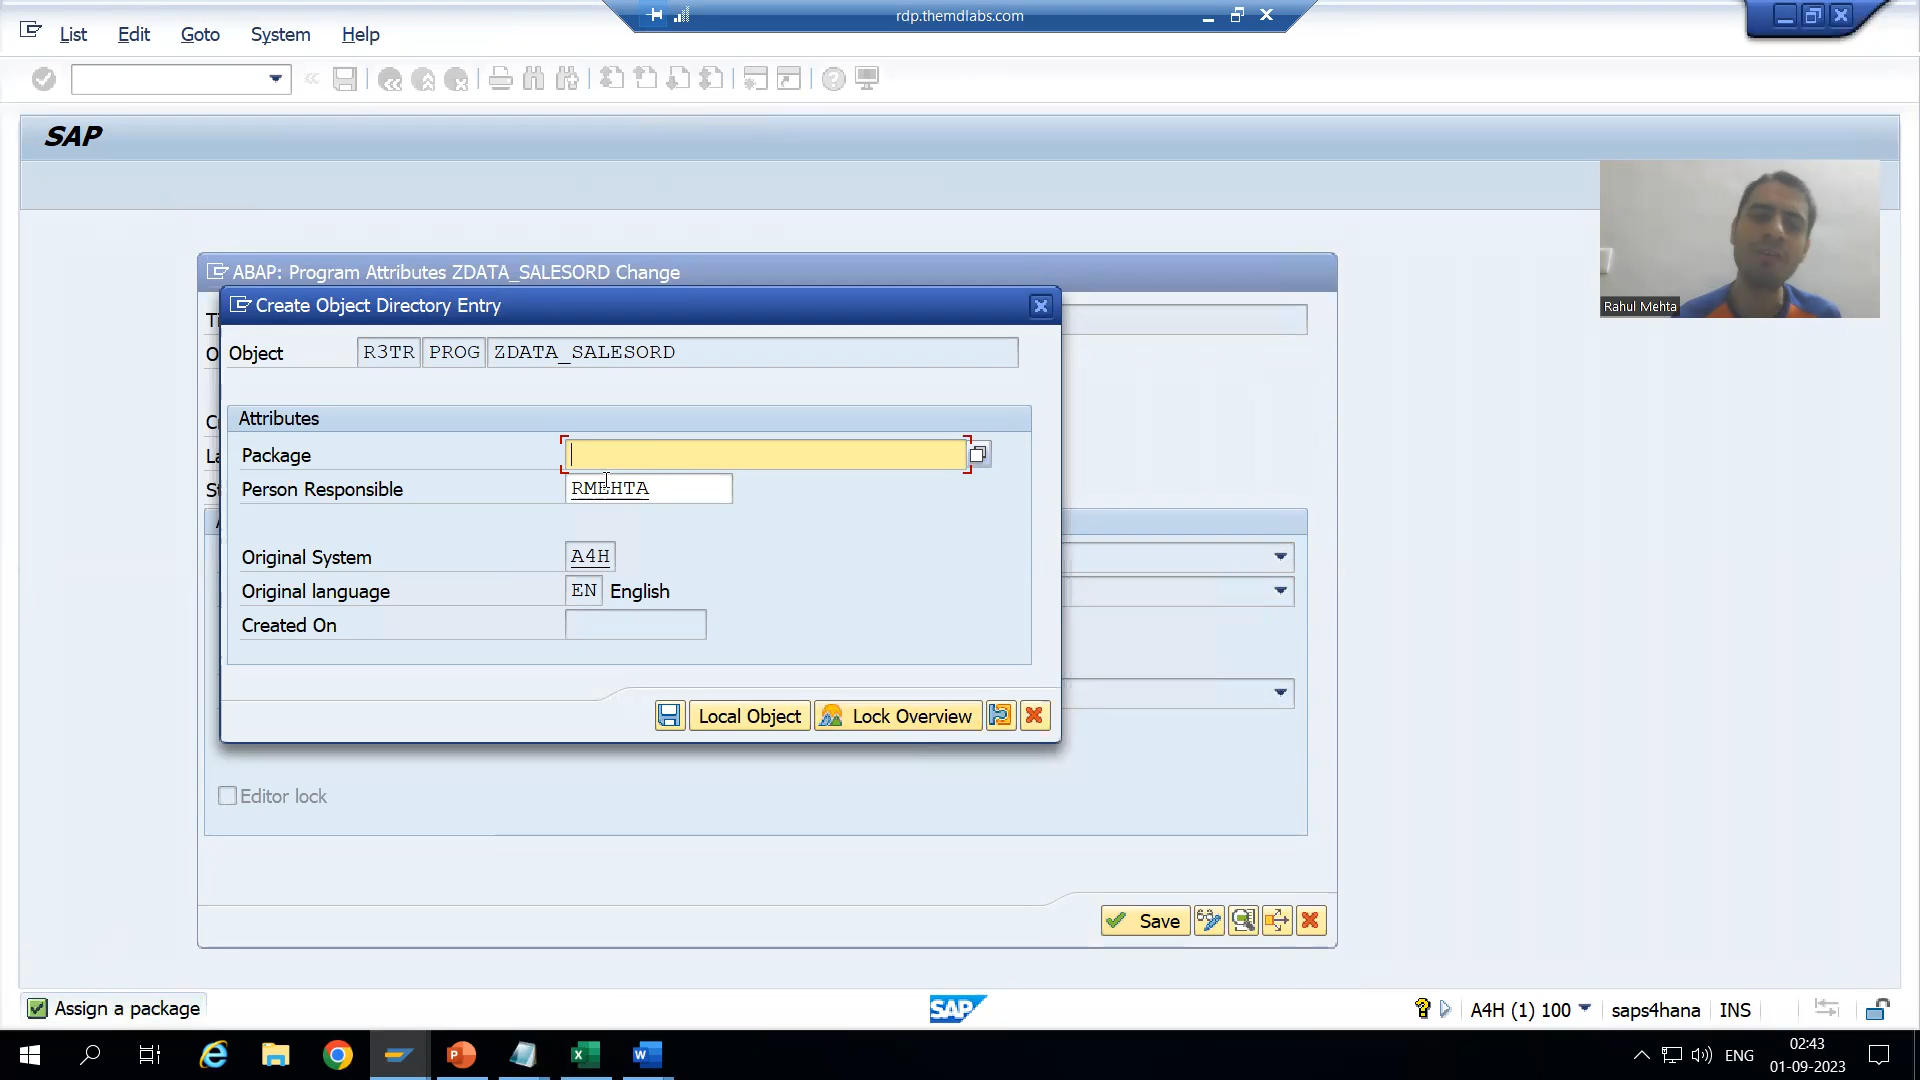 rdp.themdlabs.com
List Edit Goto System Help
SAP
Rahul Mehta
ABAP: Program Attributes ZDATA_SALESORD Change
Create Object Directory Entry
Object R3TR PROG ZDATA_SALESORD
Attributes
Package
Person Responsible RMEHTA
Original System A4H
Original language EN English
Created On
Local Object Lock Overview
Editor lock
Save
Assign a package
SAP
A4H (1) 100 saps4hana INS
ENG
02:43
01-09-2023